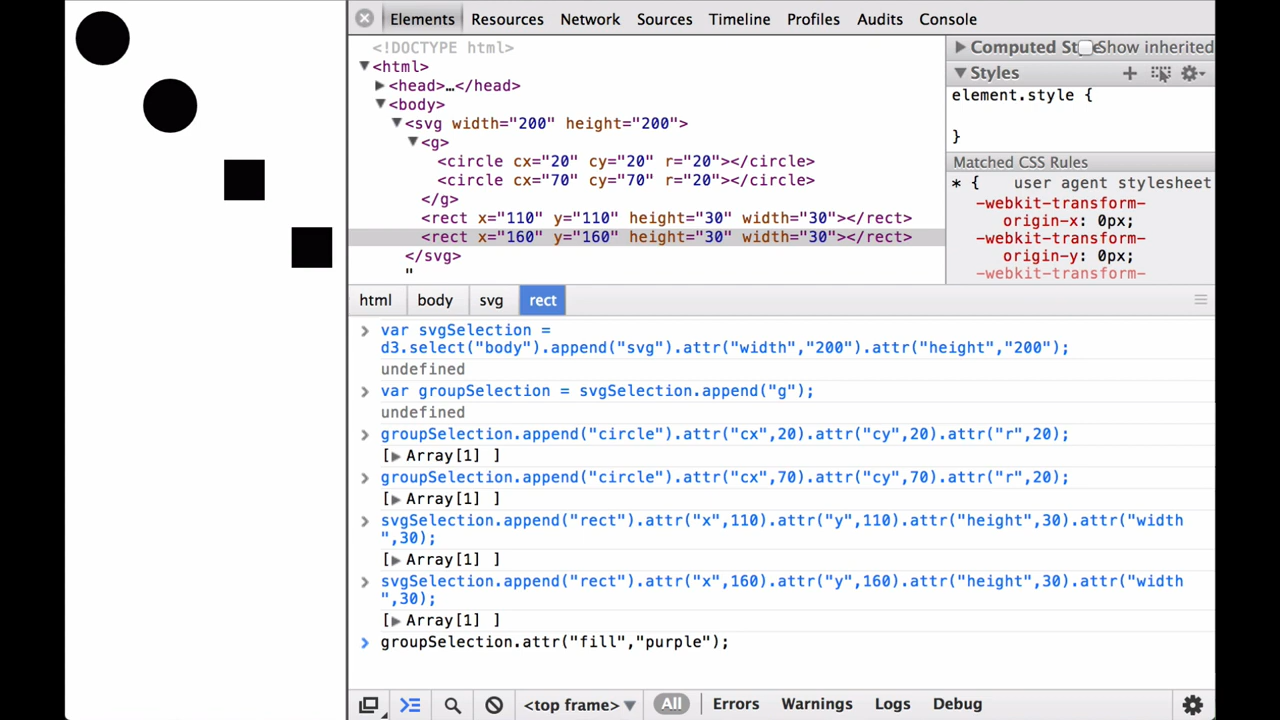 Elements Resources Network Sources Timeline Profiles Audits Console
<!DOCTYPE html>
<html>
<head>…</head>
<body>
<svg width="200" height="200">
<g>
<circle cx="20" cy="20" r="20"></circle>
<circle cx="70" cy="70" r="20"></circle>
</g>
<rect x="110" y="110" height="30" width="30"></rect>
<rect x="160" y="160" height="30" width="30"></rect>
</svg>
"
Computed Show inherited
Styles
element.style {
}
Matched CSS Rules
* { user agent stylesheet
-webkit-transform-
origin-x: 0px;
-webkit-transform-
origin-y: 0px;
-webkit-transform-
html body svg rect
> var svgSelection =
d3.select("body").append("svg").attr("width","200").attr("height","200");
undefined
> var groupSelection = svgSelection.append("g");
undefined
> groupSelection.append("circle").attr("cx",20).attr("cy",20).attr("r",20);
[▶ Array[1] ]
> groupSelection.append("circle").attr("cx",70).attr("cy",70).attr("r",20);
[▶ Array[1] ]
> svgSelection.append("rect").attr("x",110).attr("y",110).attr("height",30).attr("width
",30);
[▶ Array[1] ]
> svgSelection.append("rect").attr("x",160).attr("y",160).attr("height",30).attr("width
",30);
[▶ Array[1] ]
> groupSelection.attr("fill","purple");
<top frame> All Errors Warnings Logs Debug